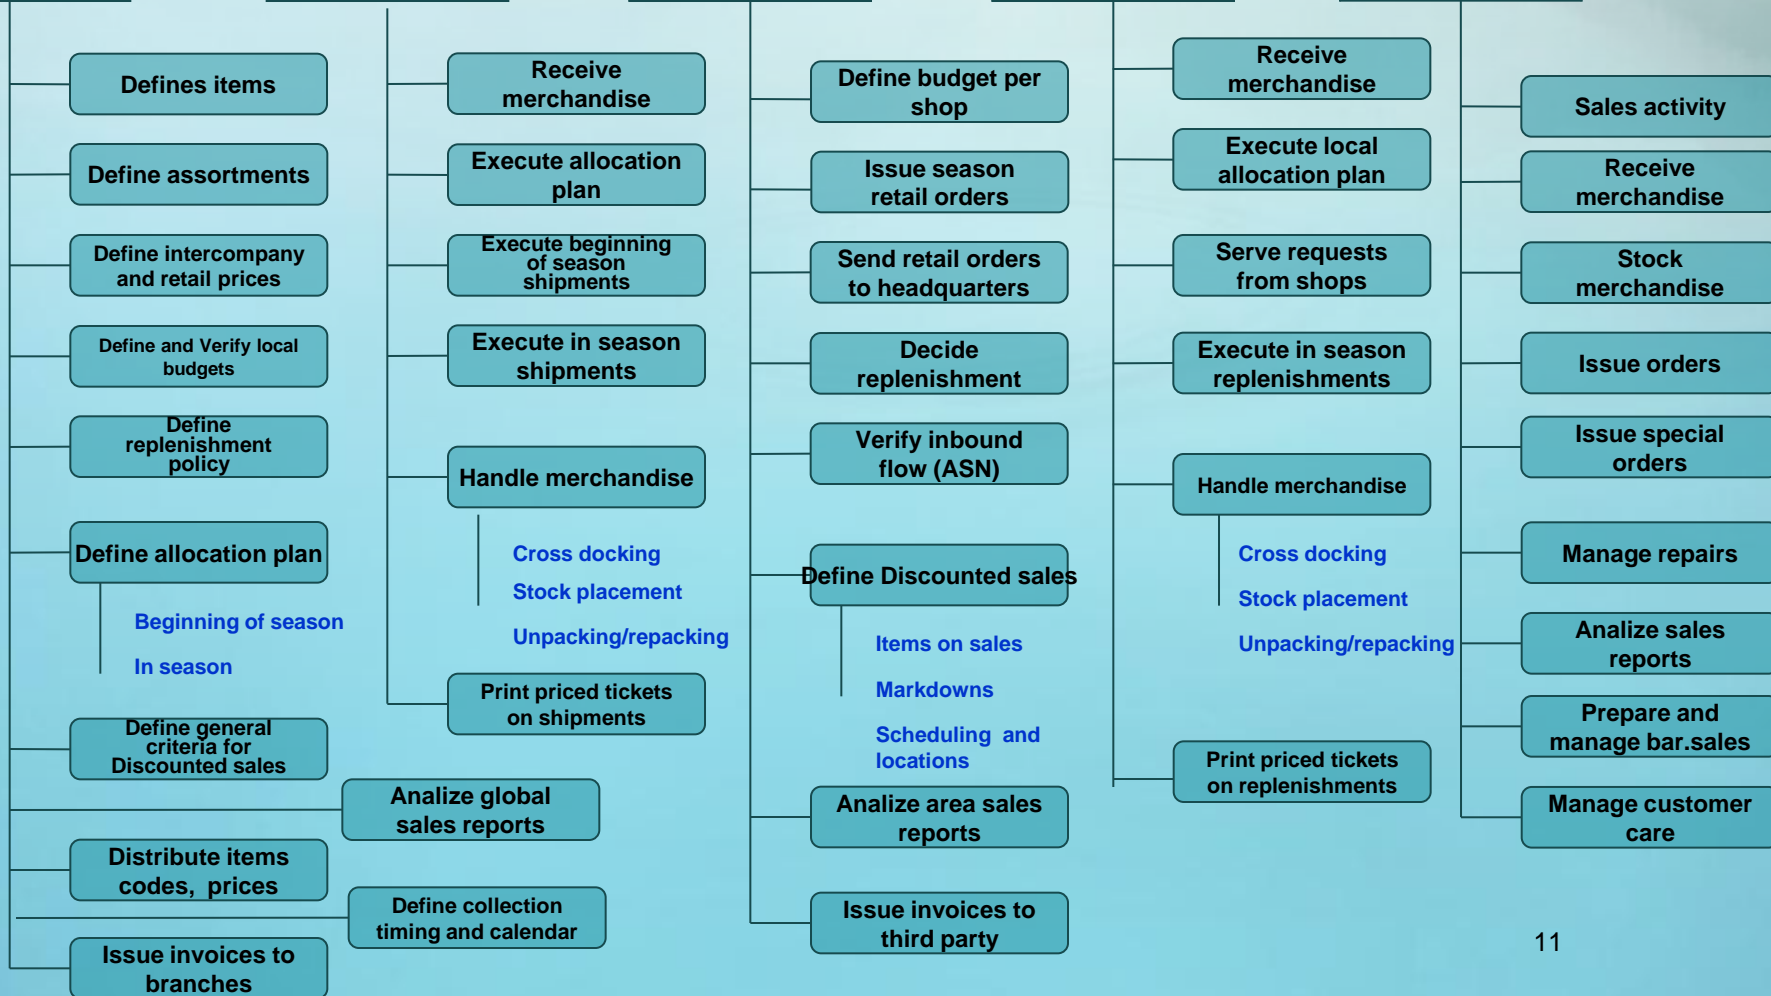 Defines items
Define assortments
Define intercompany
and retail prices
Define and Verify local
budgets
Define
replenishment
policy
Define allocation plan
Beginning of season
In season
Define general
criteria for
Discounted sales
Analize global
sales reports
Distribute items
codes, prices
Define collection
timing and calendar
Issue invoices to
branches
Receive
merchandise
Execute allocation
plan
Execute beginning
of season
shipments
Execute in season
shipments
Handle merchandise
Cross docking
Stock placement
Unpacking/repacking
Print priced tickets
on shipments
Define budget per
shop
Issue season
retail orders
Send retail orders
to headquarters
Decide
replenishment
Verify inbound
flow (ASN)
Define Discounted sales
Items on sales
Markdowns
Scheduling and
locations
Analize area sales
reports
Issue invoices to
third party
Receive
merchandise
Execute local
allocation plan
Serve requests
from shops
Execute in season
replenishments
Handle merchandise
Cross docking
Stock placement
Unpacking/repacking
Print priced tickets
on replenishments
Sales activity
Receive
merchandise
Stock
merchandise
Issue orders
Issue special
orders
Manage repairs
Analize sales
reports
Prepare and
manage bar.sales
Manage customer
care
11